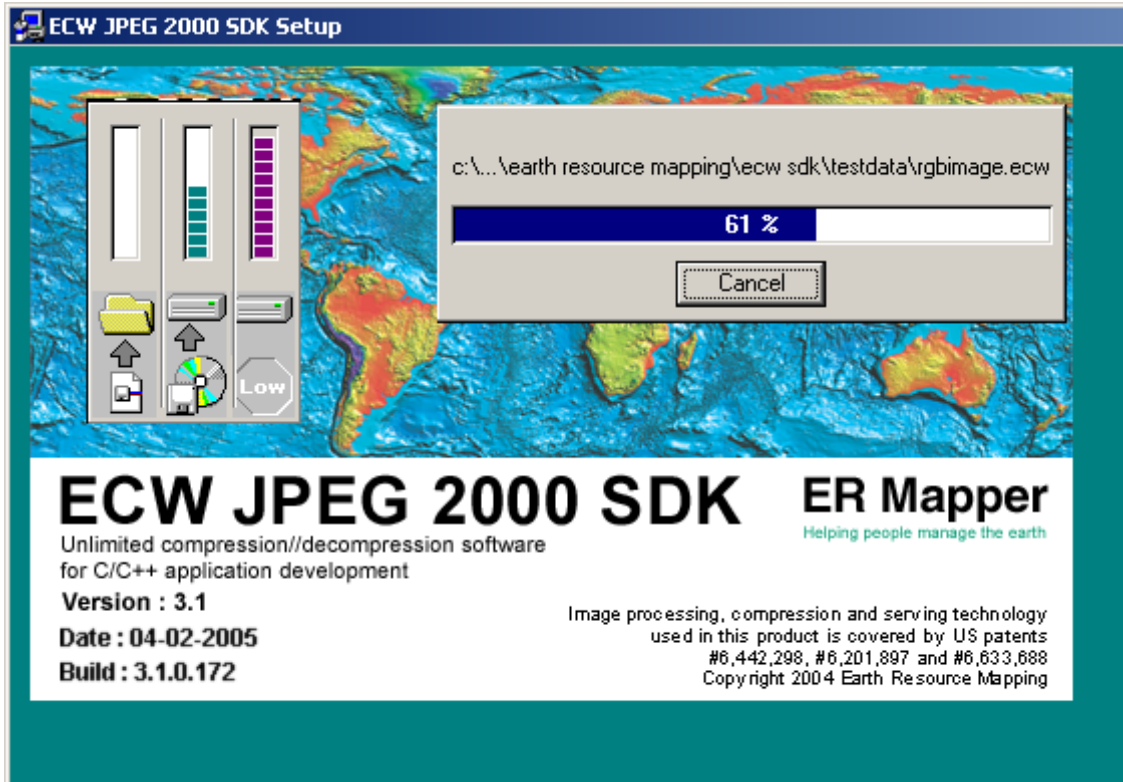 ECW JPEG 2000 SDK Setup
c:\...\earth resource mapping\ecw sdk\testdata\rgbimage.ecw
61 %
Cancel
Low
ECW JPEG 2000 SDK
Unlimited compression//decompression software
for C/C++ application development
Version : 3.1
Date : 04-02-2005
Build : 3.1.0.172
ER Mapper
Helping people manage the earth
Image processing, compression and serving technology
used in this product is covered by US patents
#6,442,298, #6,201,897 and #6,633,688
Copyright 2004 Earth Resource Mapping